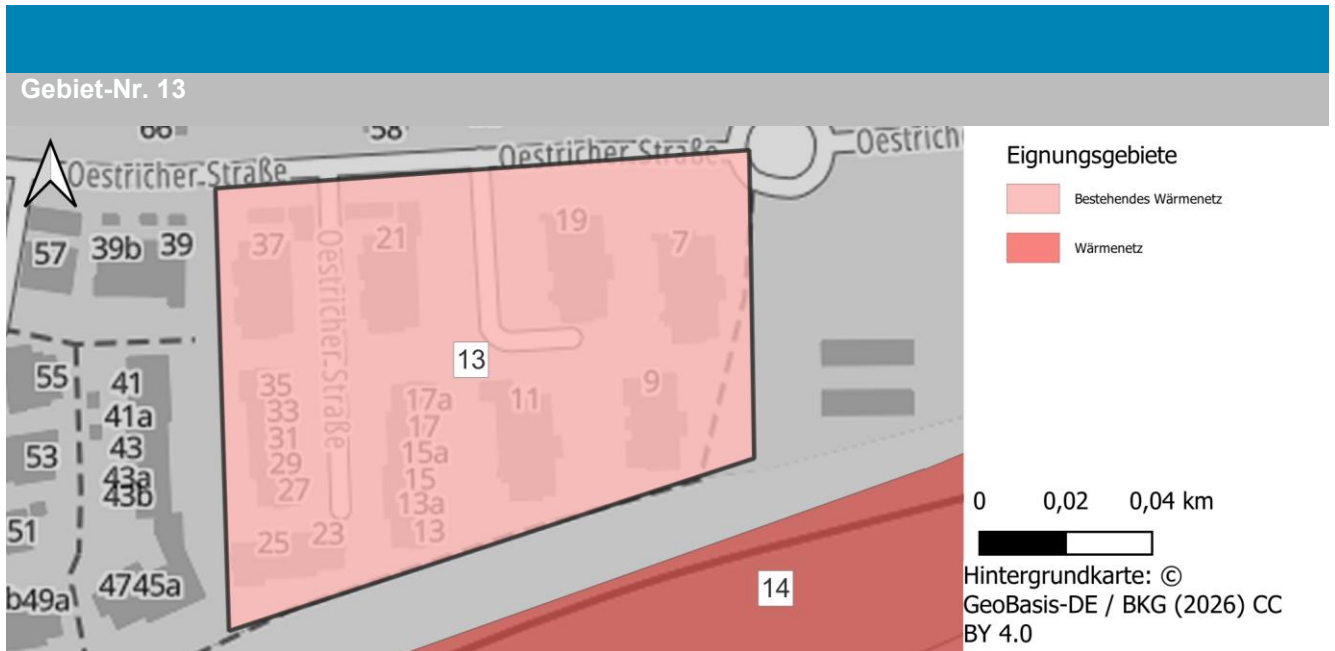 Gebiet-Nr. 13
66
58
Oestricher Straße
Oestricher Straße
Oestrich
57
39b
39
37
21
19
7
Oestricher Straße
13
55
41
41a
43
43a
43b
53
51
b49a
4745a
35
33
31
29
27
25
23
17a
17
15a
15
13a
13
11
9
14
Eignungsgebiete
Bestehendes Wärmenetz
Wärmenetz
0 0,02 0,04 km
Hintergrundkarte: ©
GeoBasis-DE / BKG (2026) CC
BY 4.0